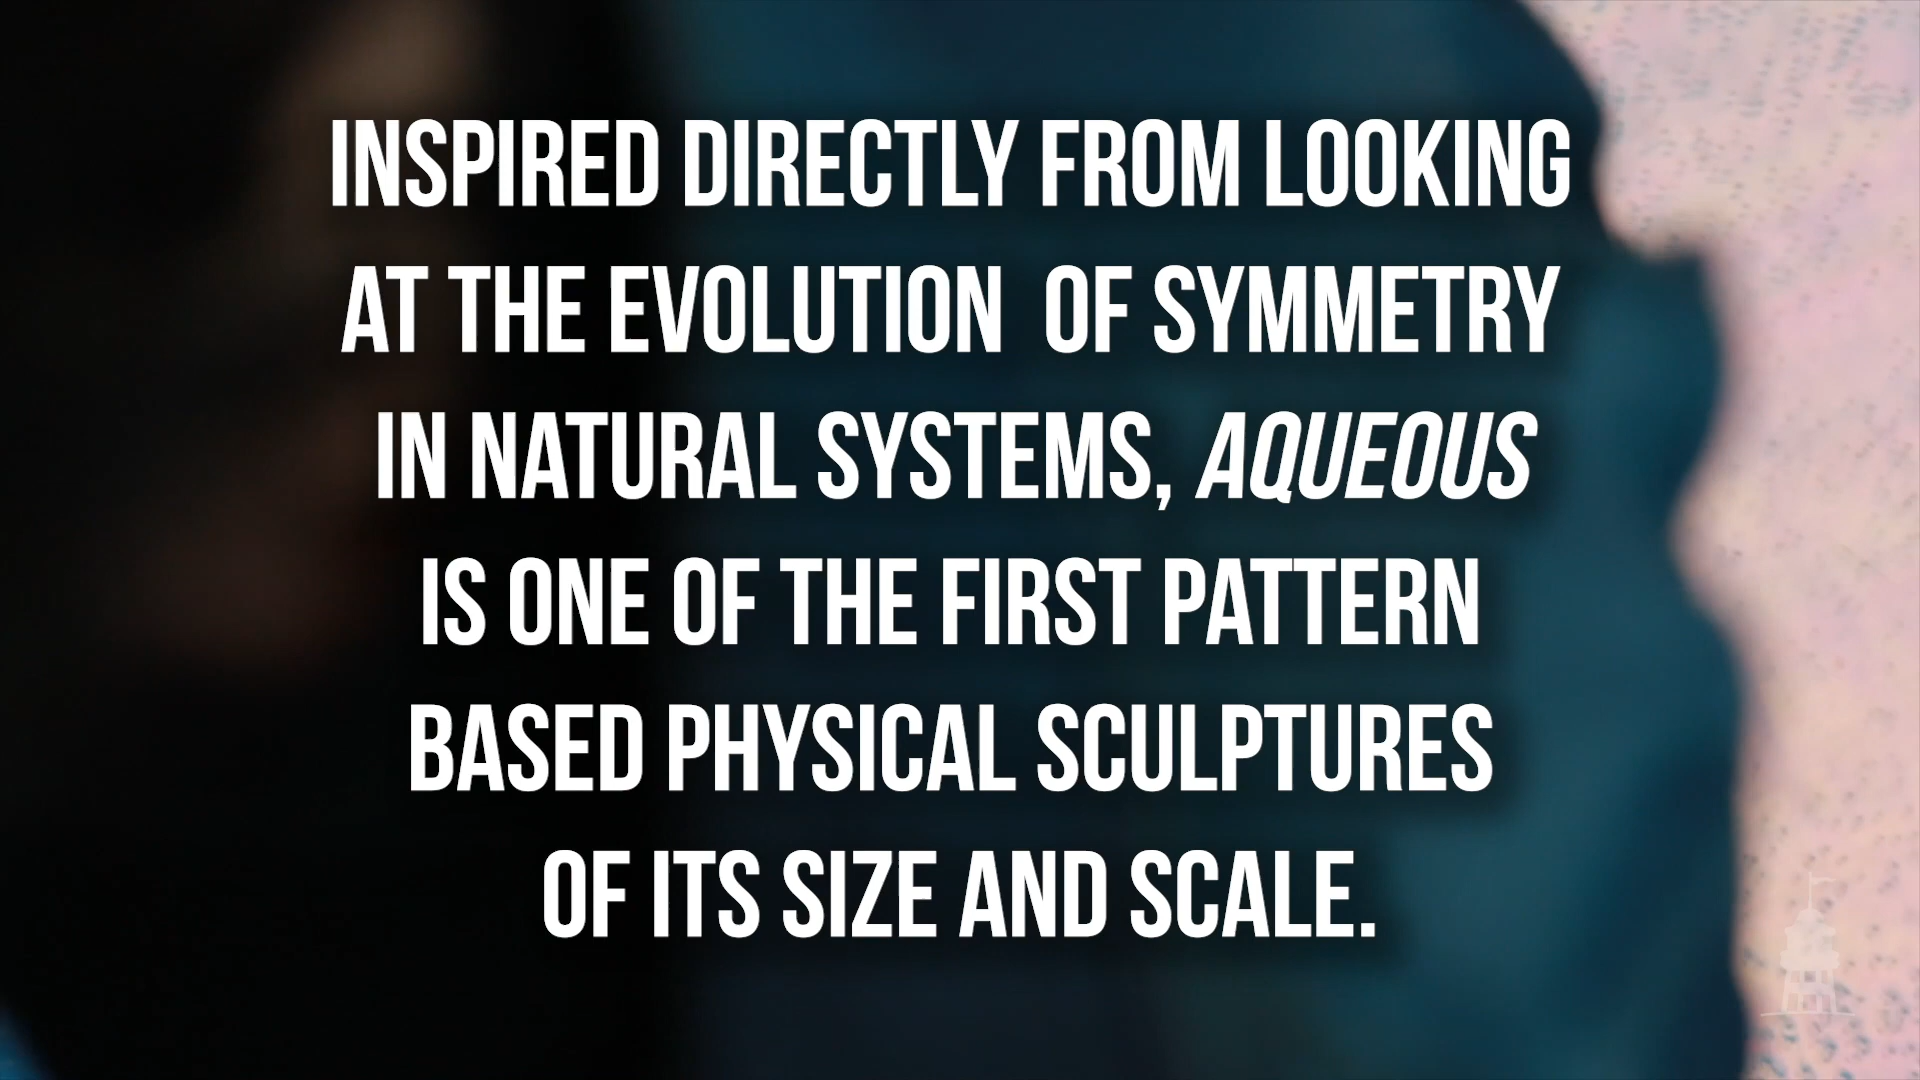 INSPIRED DIRECTLY FROM LOOKING
AT THE EVOLUTION  OF SYMMETRY
IN NATURAL SYSTEMS, AQUEOUS
IS ONE OF THE FIRST PATTERN
BASED PHYSICAL SCULPTURES
OF ITS SIZE AND SCALE.